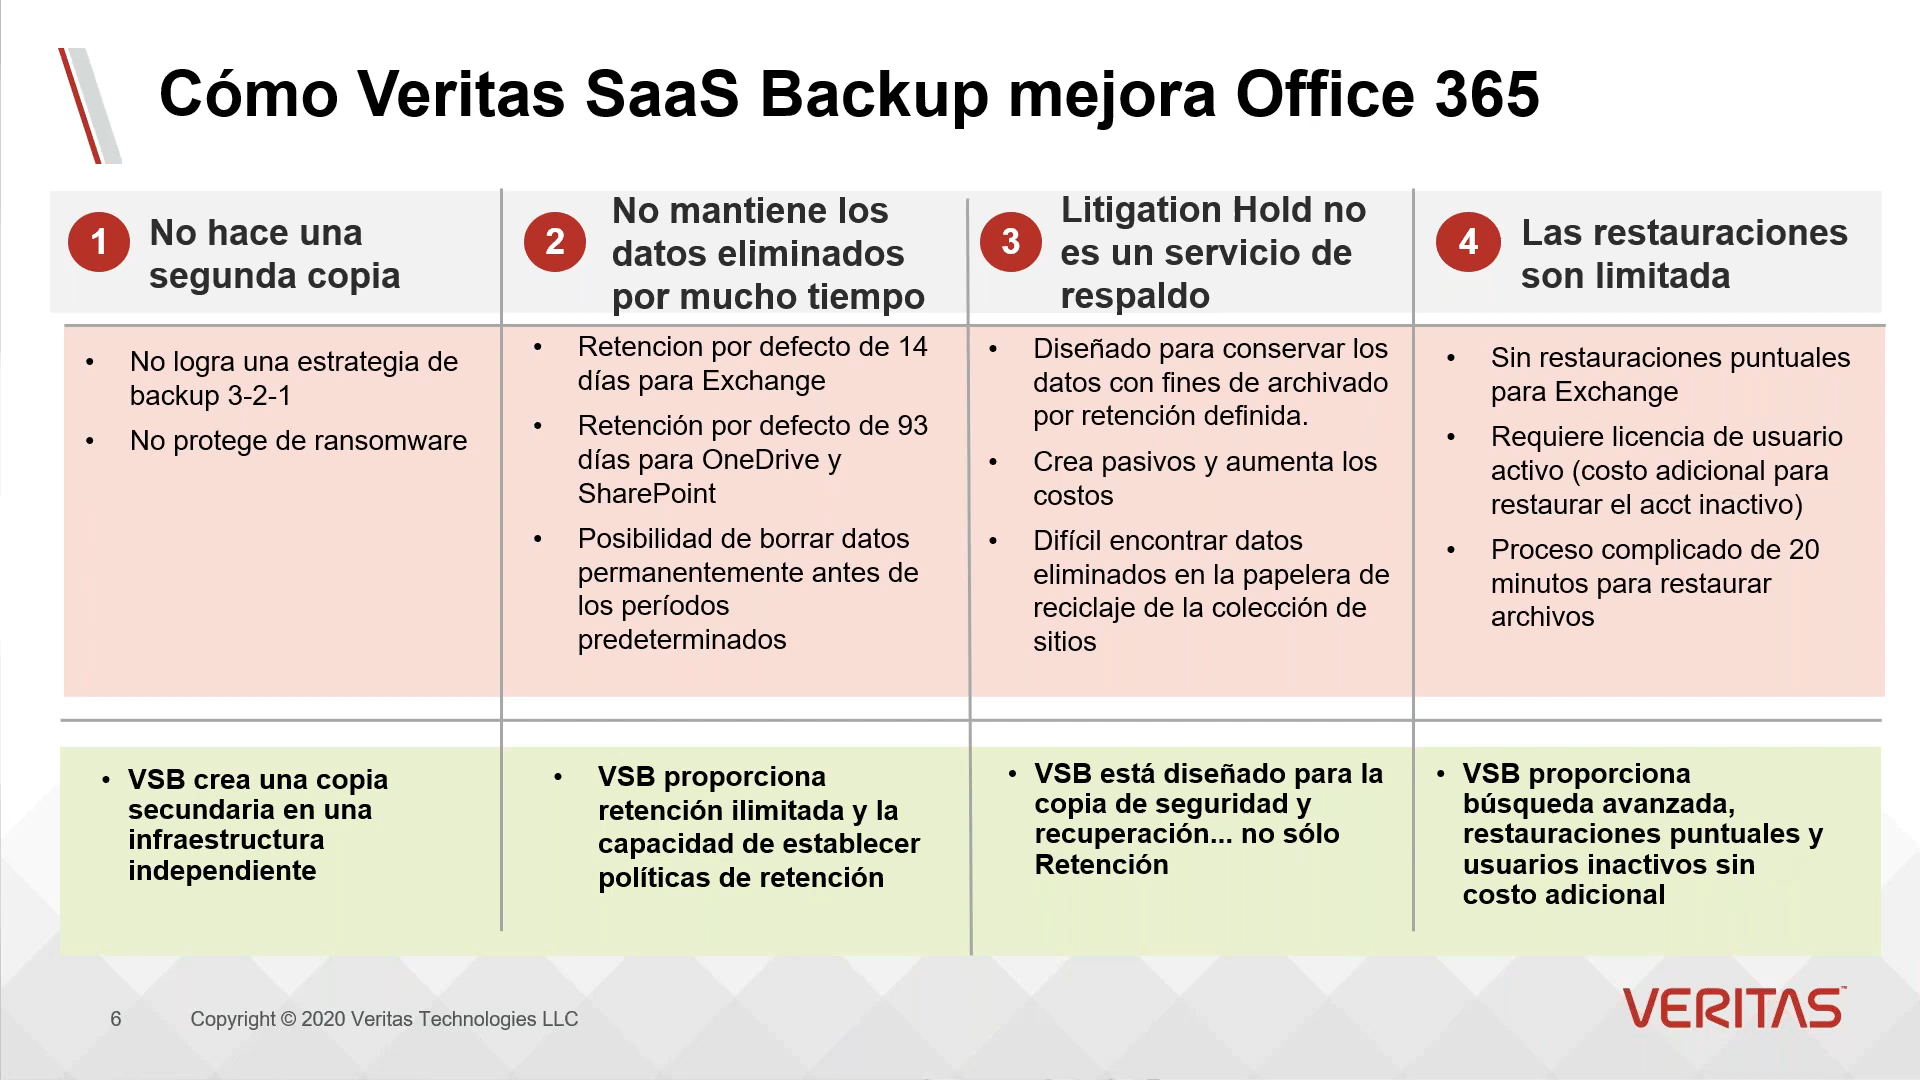 Cómo Veritas SaaS Backup mejora Office 365
1
No hace una
segunda copia
2
No mantiene los
datos eliminados
por mucho tiempo
3
Litigation Hold no
es un servicio de
respaldo
4
Las restauraciones
son limitada
• No logra una estrategia de
backup 3-2-1
• No protege de ransomware
• Retencion por defecto de 14
días para Exchange
• Retención por defecto de 93
días para OneDrive y
SharePoint
• Posibilidad de borrar datos
permanentemente antes de
los períodos
predeterminados
• Diseñado para conservar los
datos con fines de archivado
por retención definida.
• Crea pasivos y aumenta los
costos
• Difícil encontrar datos
eliminados en la papelera de
reciclaje de la colección de
sitios
• Sin restauraciones puntuales
para Exchange
• Requiere licencia de usuario
activo (costo adicional para
restaurar el acct inactivo)
• Proceso complicado de 20
minutos para restaurar
archivos
• VSB crea una copia
secundaria en una
infraestructura
independiente
• VSB proporciona
retención ilimitada y la
capacidad de establecer
políticas de retención
• VSB está diseñado para la
copia de seguridad y
recuperación... no sólo
Retención
• VSB proporciona
búsqueda avanzada,
restauraciones puntuales y
usuarios inactivos sin
costo adicional
6
Copyright © 2020 Veritas Technologies LLC
VERITAS™